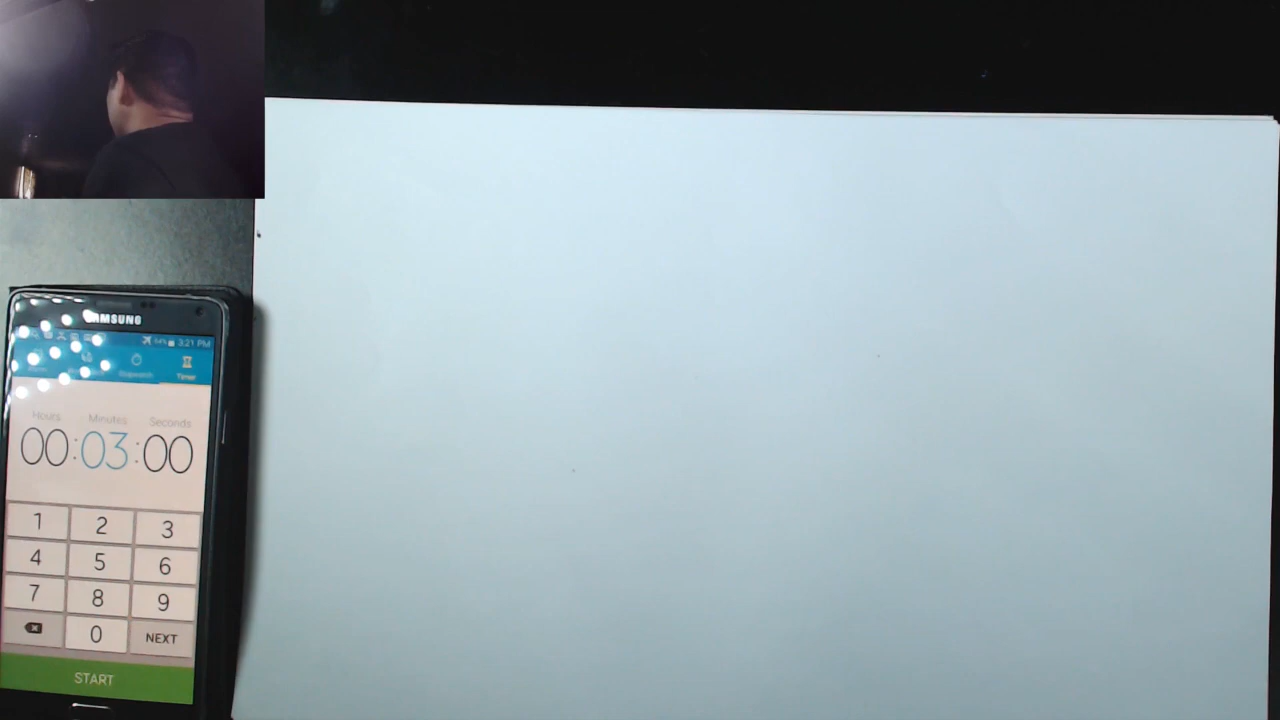 SAMSUNG
54% 3:21 PM
Timer
Hours Minutes Seconds
00:03:00
1 2 3
4 5 6
7 8 9
0 NEXT
START